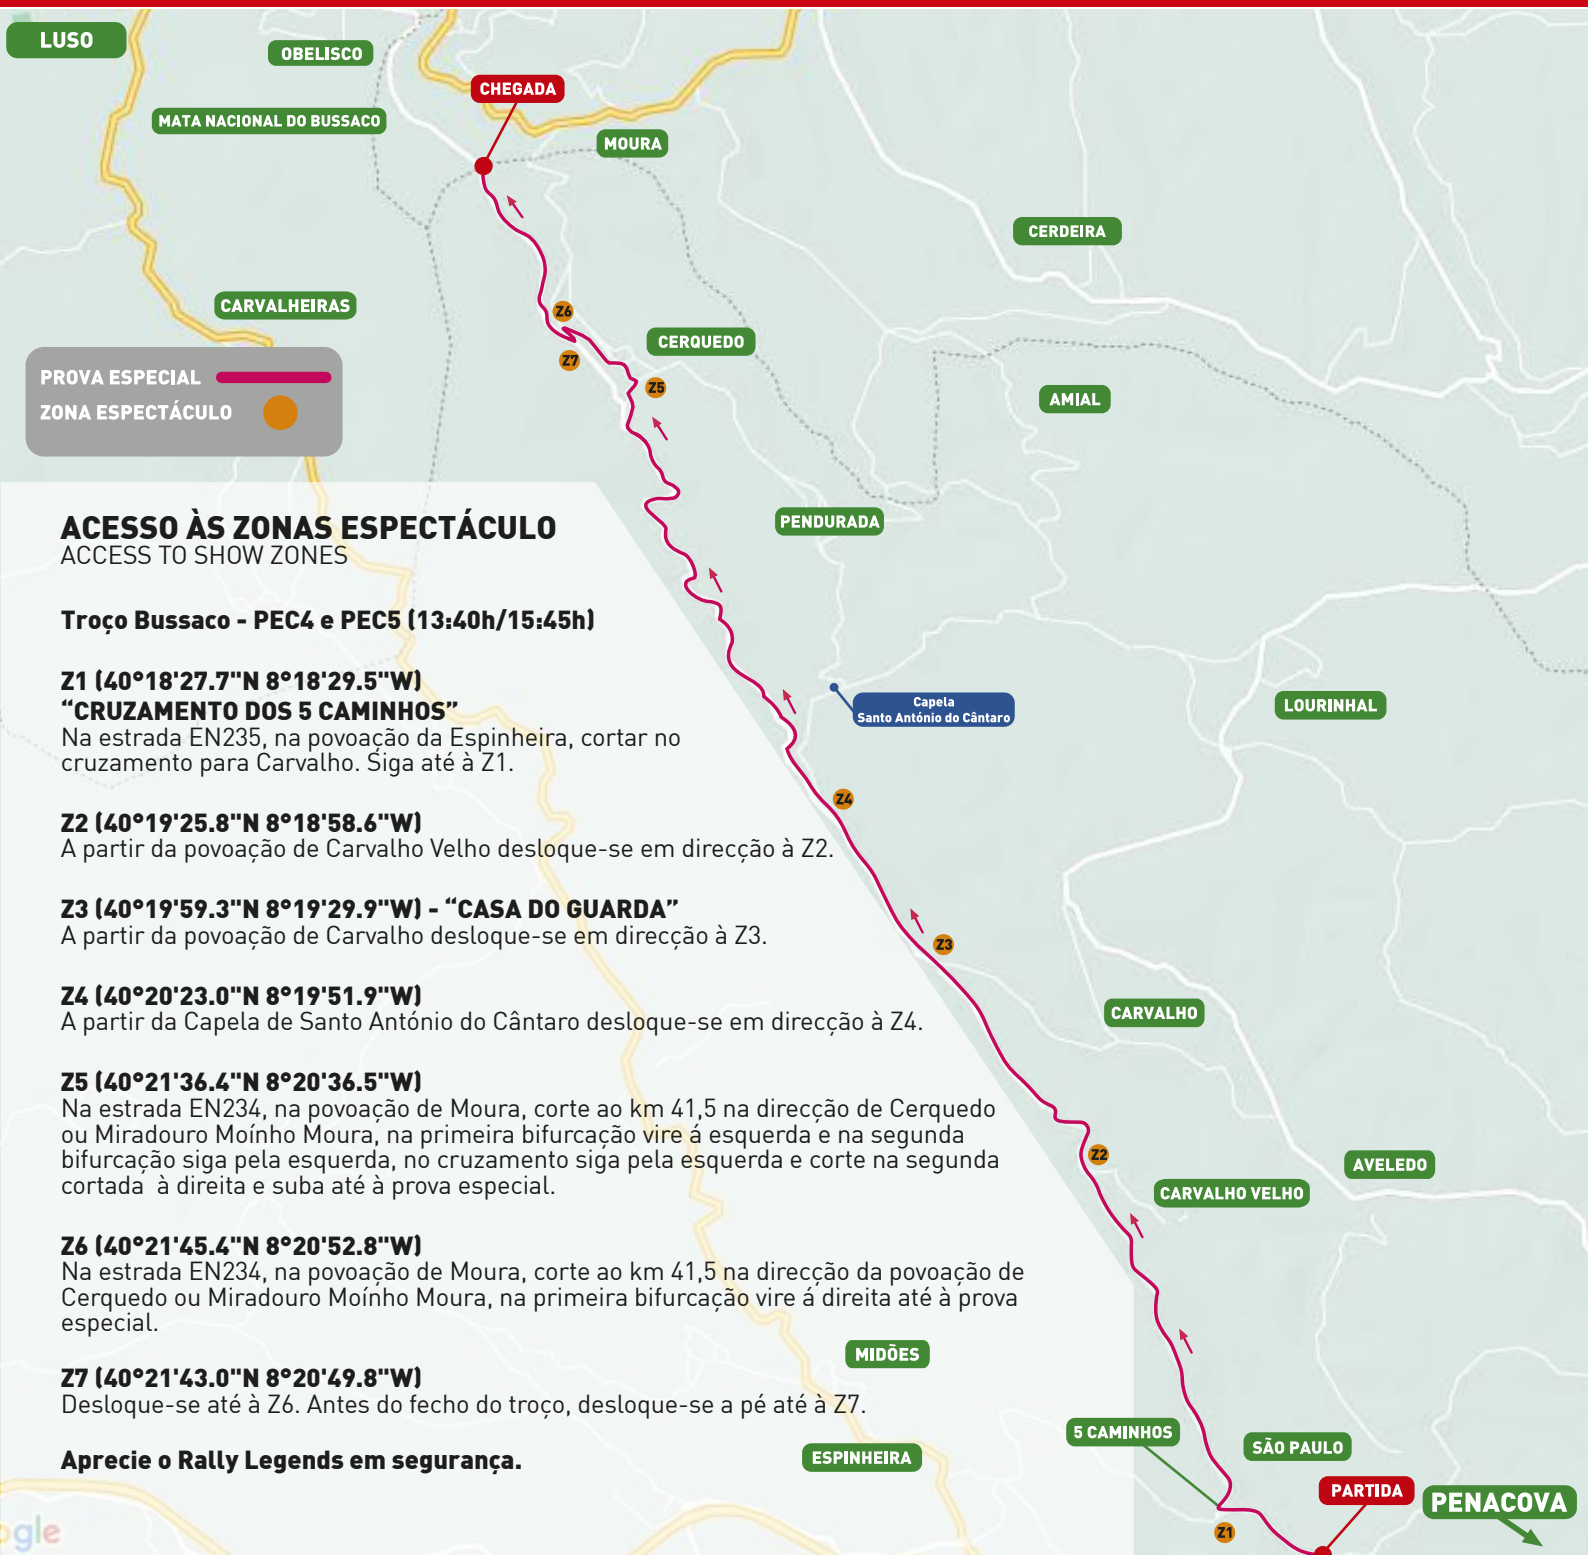 LUSO
OBELISCO
CHEGADA
MATA NACIONAL DO BUSSACO
MOURA
CERDEIRA
CARVALHEIRAS
Z6
CERQUEDO
Z7
PROVA ESPECIAL
Z5
AMIAL
ZONA ESPECTÁCULO
ACESSO ÀS ZONAS ESPECTÁCULO
ACCESS TO SHOW ZONES
PENDURADA
Troço Bussaco - PEC4 e PEC5 (13:40h/15:45h)
Z1 (40°18'27.7"N 8°18'29.5"W)
“CRUZAMENTO DOS 5 CAMINHOS”
Na estrada EN235, na povoação da Espinheira, cortar no
cruzamento para Carvalho. Siga até à Z1.
Capela
Santo António do Cântaro
LOURINHAL
Z4
Z2 (40°19'25.8"N 8°18'58.6"W)
A partir da povoação de Carvalho Velho desloque-se em direcção à Z2.
Z3 (40°19'59.3"N 8°19'29.9"W) - “CASA DO GUARDA”
A partir da povoação de Carvalho desloque-se em direcção à Z3.
Z3
Z4 (40°20'23.0"N 8°19'51.9"W)
A partir da Capela de Santo António do Cântaro desloque-se em direcção à Z4.
CARVALHO
Z5 (40°21'36.4"N 8°20'36.5"W)
Na estrada EN234, na povoação de Moura, corte ao km 41,5 na direcção de Cerquedo
ou Miradouro Moínho Moura, na primeira bifurcação vire á esquerda e na segunda
bifurcação siga pela esquerda, no cruzamento siga pela esquerda e corte na segunda
cortada à direita e suba até à prova especial.
Z2
AVELEDO
CARVALHO VELHO
Z6 (40°21'45.4"N 8°20'52.8"W)
Na estrada EN234, na povoação de Moura, corte ao km 41,5 na direcção da povoação de
Cerquedo ou Miradouro Moínho Moura, na primeira bifurcação vire á direita até à prova
especial.
MIDÕES
Z7 (40°21'43.0"N 8°20'49.8"W)
Desloque-se até à Z6. Antes do fecho do troço, desloque-se a pé até à Z7.
Aprecie o Rally Legends em segurança.
ESPINHEIRA
5 CAMINHOS
SÃO PAULO
PARTIDA
PENACOVA
Z1
ogle